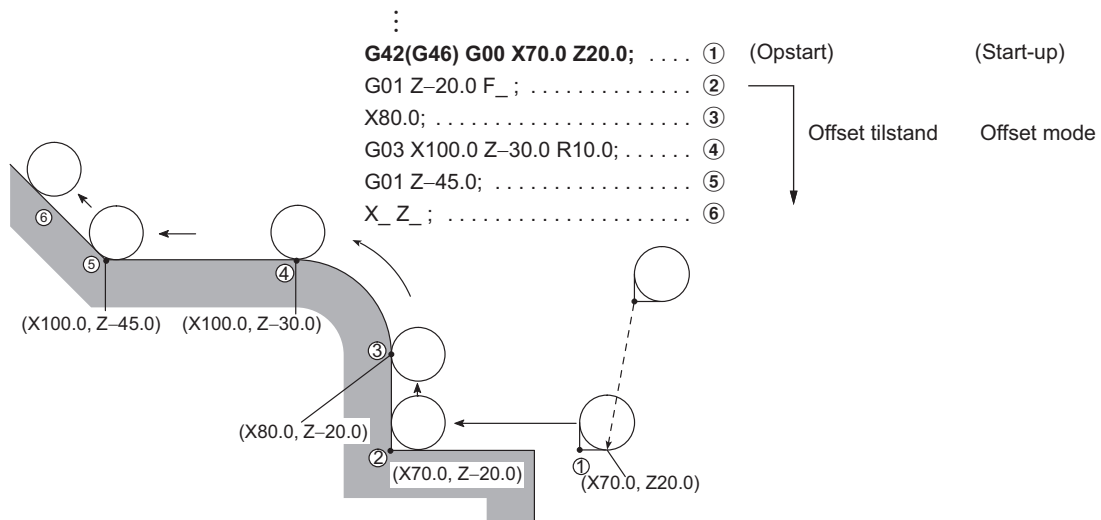 ⋮
G42(G46) G00 X70.0 Z20.0; . . . . ① (Opstart) (Start-up)
G01 Z–20.0 F_ ; . . . . . . . . . . . . . . ②
X80.0; . . . . . . . . . . . . . . . . . . . . . . ③
Offset tilstand Offset mode
G03 X100.0 Z–30.0 R10.0; . . . . . . ④
G01 Z–45.0; . . . . . . . . . . . . . . . . . ⑤
X_ Z_ ; . . . . . . . . . . . . . . . . . . . . . ⑥
⑥
⑤
④
(X100.0, Z–45.0) (X100.0, Z–30.0)
③
(X80.0, Z–20.0)
②
(X70.0, Z–20.0)
①
(X70.0, Z20.0)